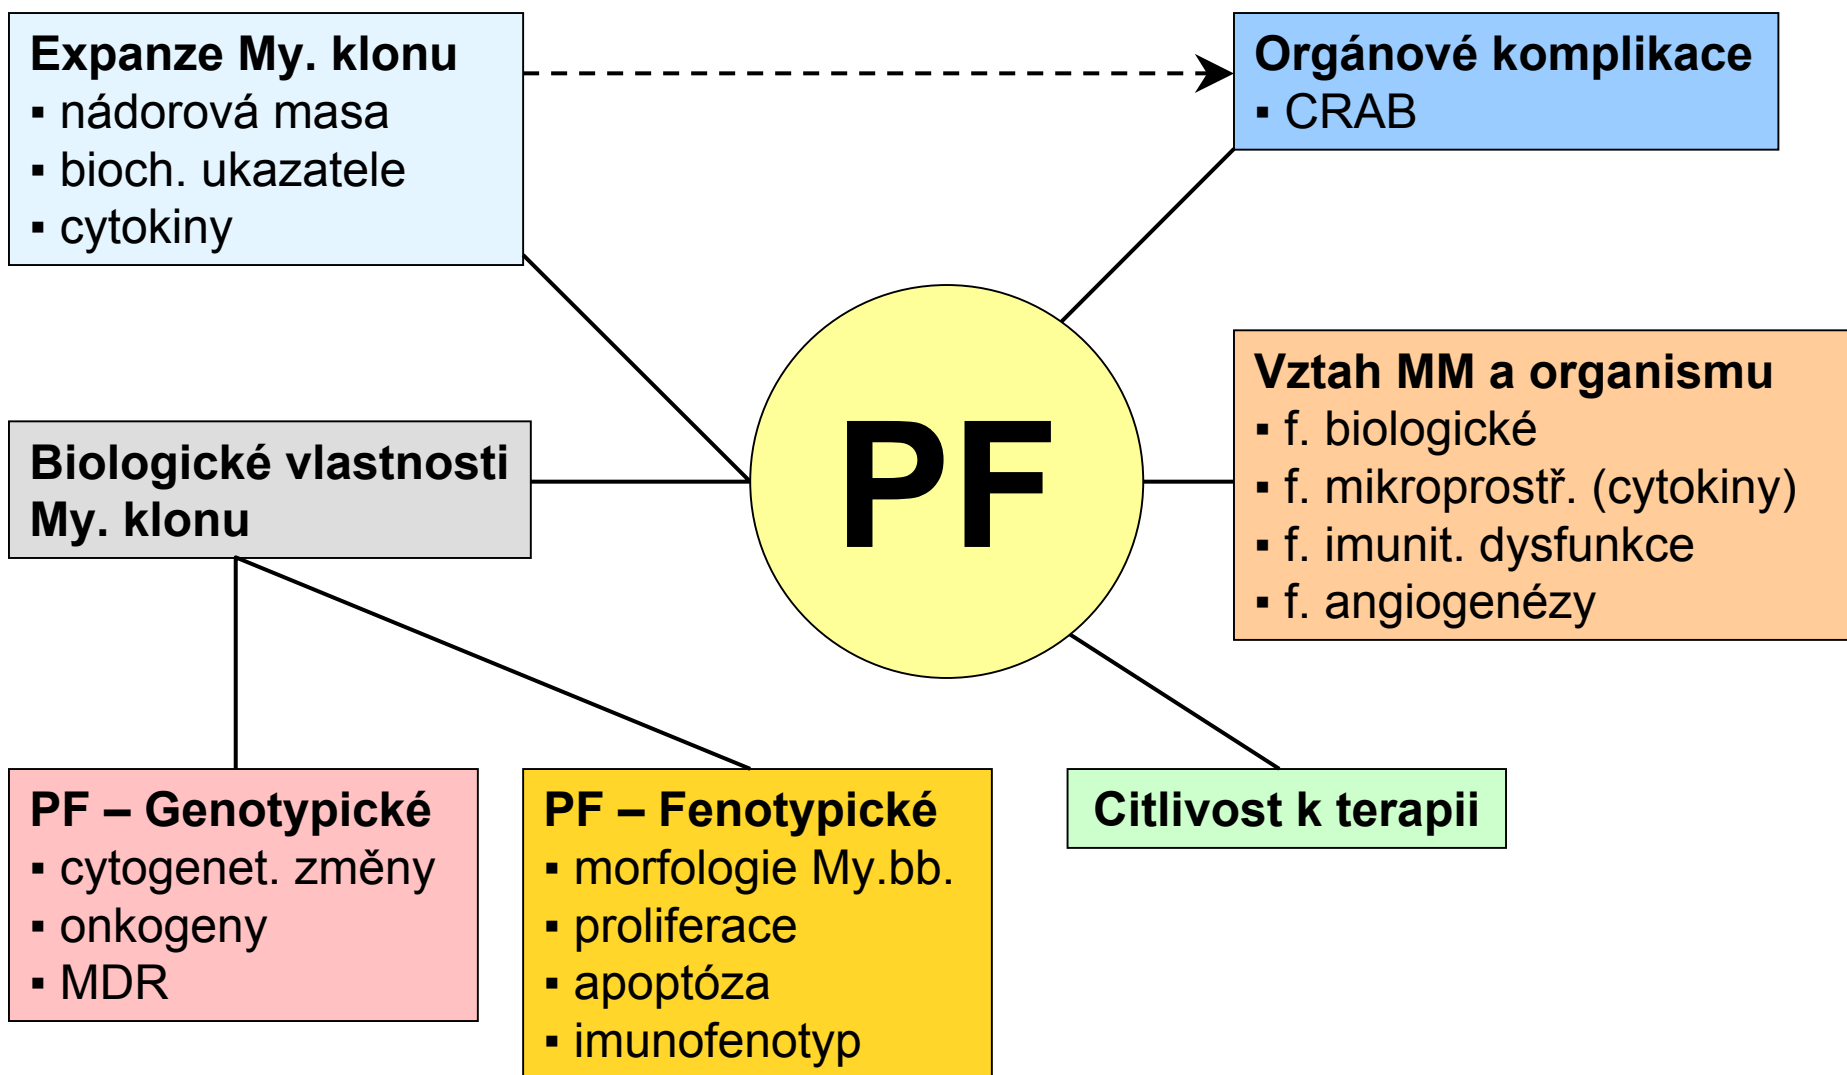 Expanze My. klonu
▪ nádorová masa
▪ bioch. ukazatele
▪ cytokiny
Orgánové komplikace
▪ CRAB
PF
Vztah MM a organismu
▪ f. biologické
▪ f. mikroprostř. (cytokiny)
▪ f. imunit. dysfunkce
▪ f. angiogenézy
Biologické vlastnosti
My. klonu
PF – Genotypické
▪ cytogenet. změny
▪ onkogeny
▪ MDR
PF – Fenotypické
▪ morfologie My.bb.
▪ proliferace
▪ apoptóza
▪ imunofenotyp
Citlivost k terapii